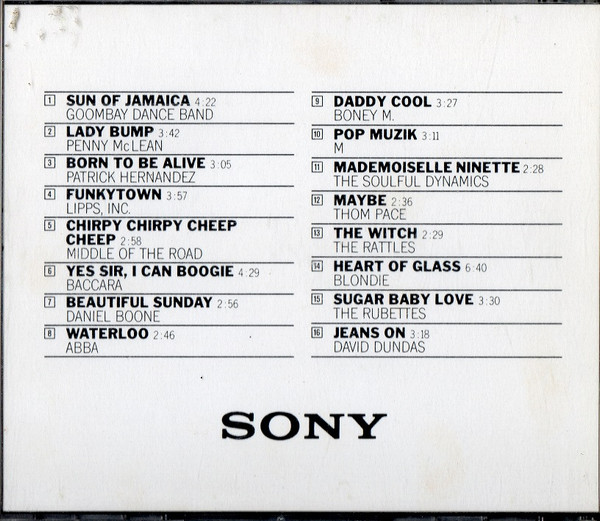 1 SUN OF JAMAICA 4:22
GOOMBAY DANCE BAND
2 LADY BUMP 3:42
PENNY McLEAN
3 BORN TO BE ALIVE 3:05
PATRICK HERNANDEZ
4 FUNKYTOWN 3:57
LIPPS, INC.
5 CHIRPY CHIRPY CHEEP
CHEEP 2:58
MIDDLE OF THE ROAD
6 YES SIR, I CAN BOOGIE 4:29
BACCARA
7 BEAUTIFUL SUNDAY 2:56
DANIEL BOONE
8 WATERLOO 2:46
ABBA
9 DADDY COOL 3:27
BONEY M.
10 POP MUZIK 3:11
M
11 MADEMOISELLE NINETTE 2:28
THE SOULFUL DYNAMICS
12 MAYBE 2:36
THOM PACE
13 THE WITCH 2:29
THE RATTLES
14 HEART OF GLASS 6:40
BLONDIE
15 SUGAR BABY LOVE 3:30
THE RUBETTES
16 JEANS ON 3:18
DAVID DUNDAS
SONY